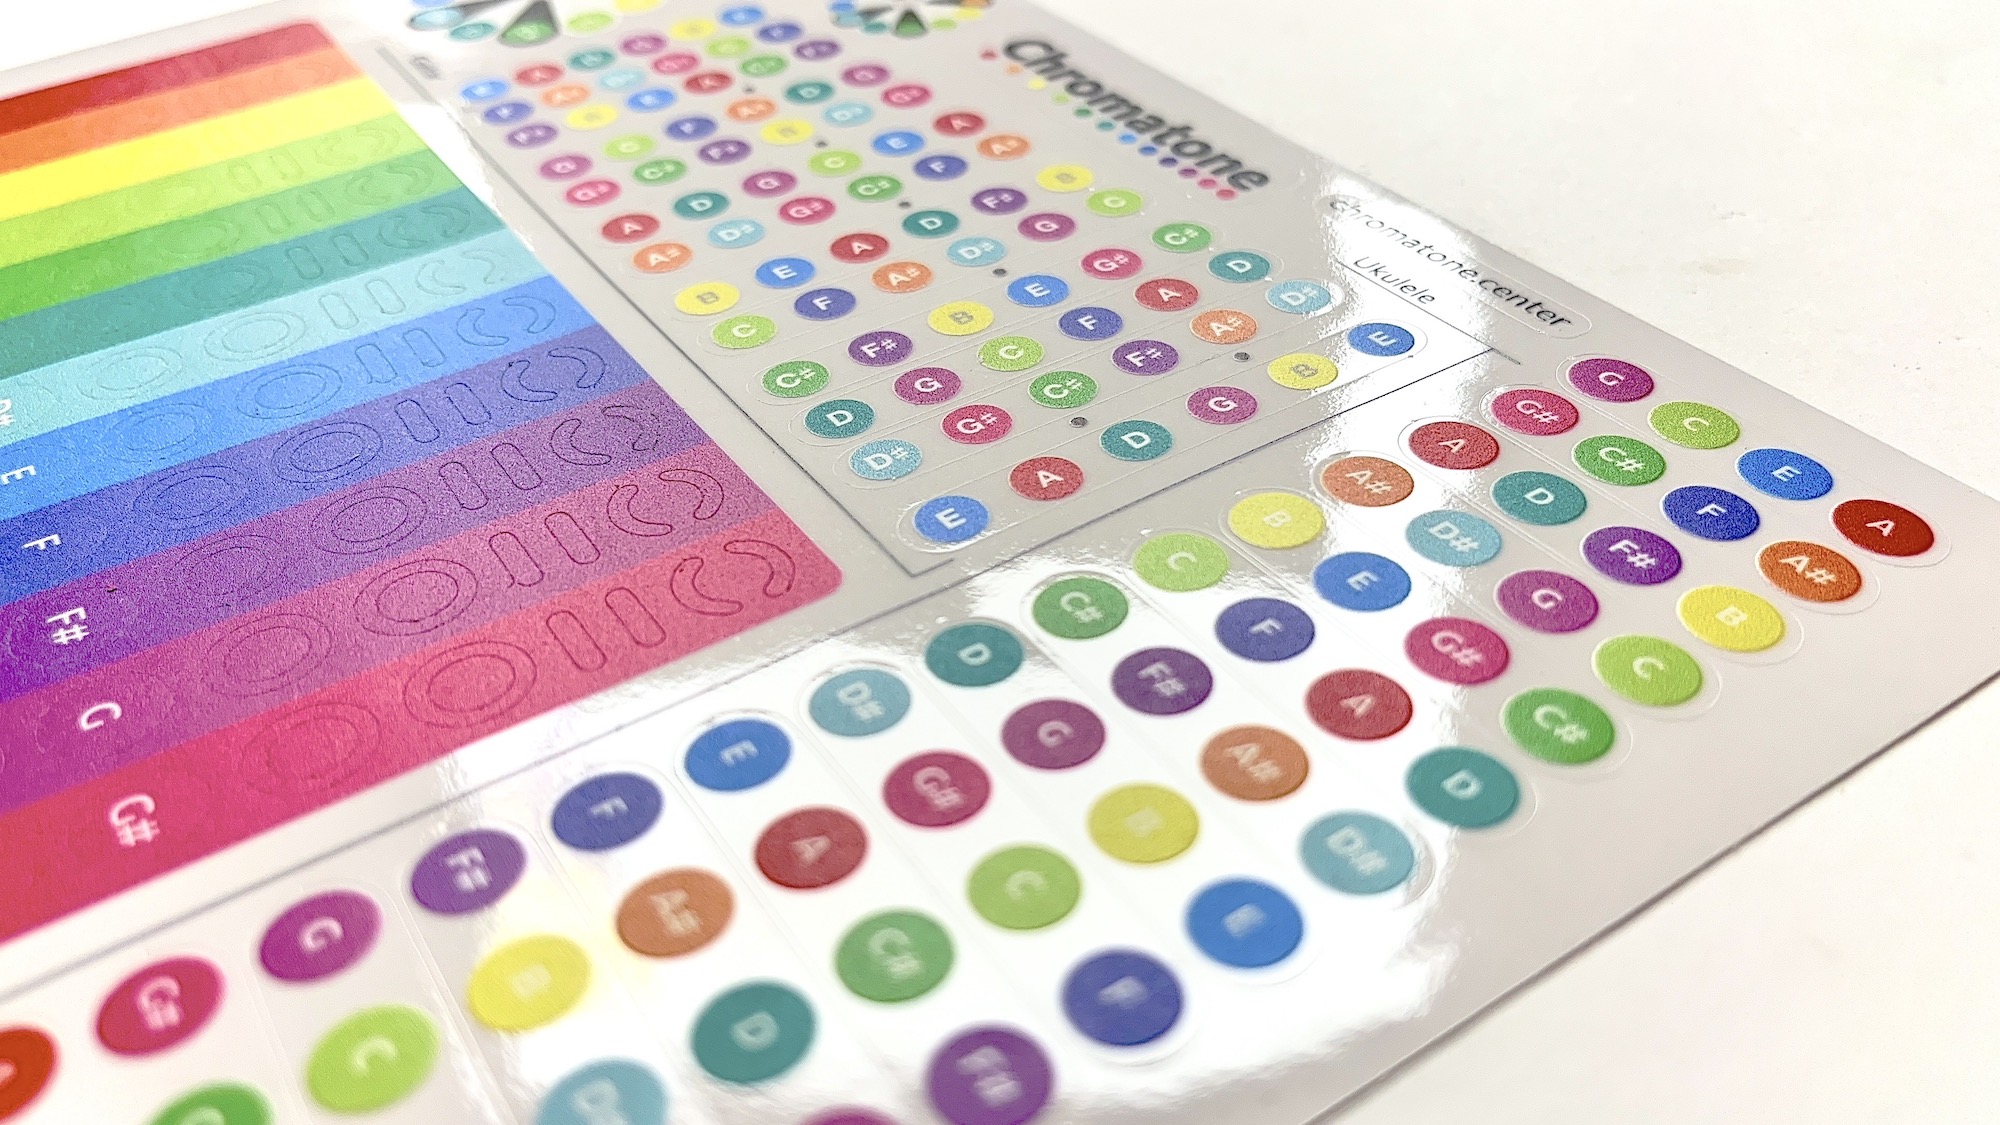 Chromatone
chromatone.center
Ukulele
D#
E
F
F#
G
G#
G C F A# D G
G# C# F# B D# G#
A D G C E A
A# D# G# C# F A#
B E A D F# B
C F A# D# G C
C# F# B E G# C#
D G C F A D
D# G# C# F# A# D#
E A D G B E
G C E A
G# C# F A#
A D F# B
A# D# G C
B E G# C#
C F A D
C# F# A# D#
D G B E
D# G# C F
E A C# F#
F A# D
F# B D#
G C
G#